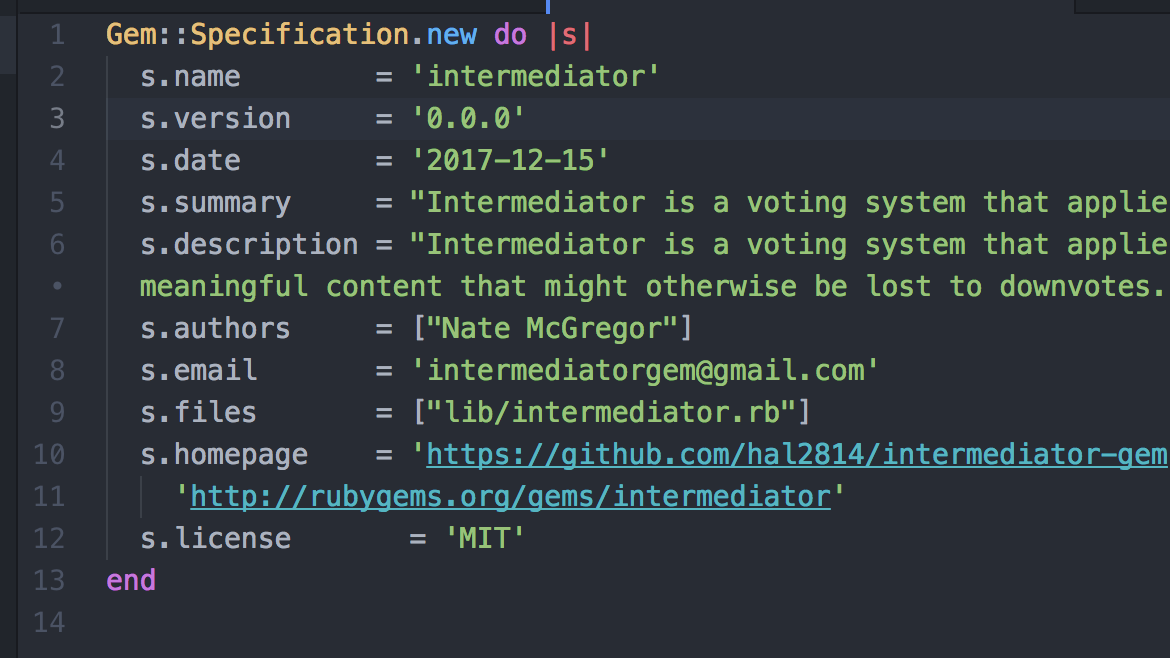 1 Gem::Specification.new do |s|
2 s.name = 'intermediator'
3 s.version = '0.0.0'
4 s.date = '2017-12-15'
5 s.summary = "Intermediator is a voting system that applie
6 s.description = "Intermediator is a voting system that applie
• meaningful content that might otherwise be lost to downvotes.
7 s.authors = ["Nate McGregor"]
8 s.email = 'intermediatorgem@gmail.com'
9 s.files = ["lib/intermediator.rb"]
10 s.homepage = 'https://github.com/hal2814/intermediator-gem
11 'http://rubygems.org/gems/intermediator'
12 s.license = 'MIT'
13 end
14